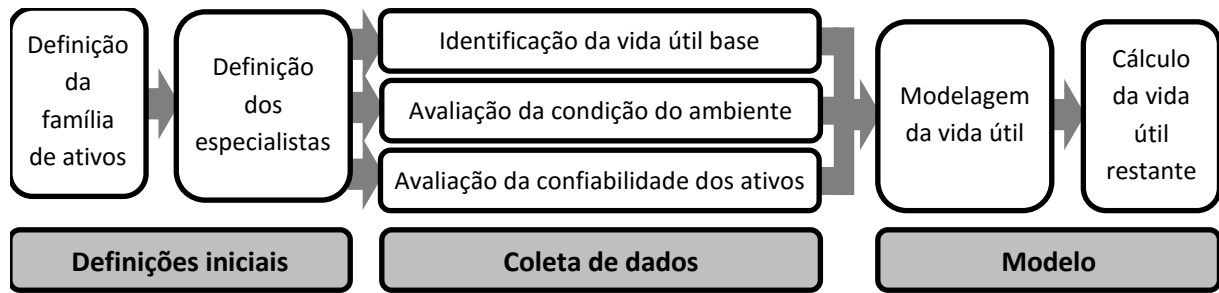 Definição
da
família
de ativos
Definição
dos
especialistas
Identificação da vida útil base
Avaliação da condição do ambiente
Avaliação da confiabilidade dos ativos
Modelagem
da vida útil
Cálculo
da vida
útil
restante
Definições iniciais
Coleta de dados
Modelo